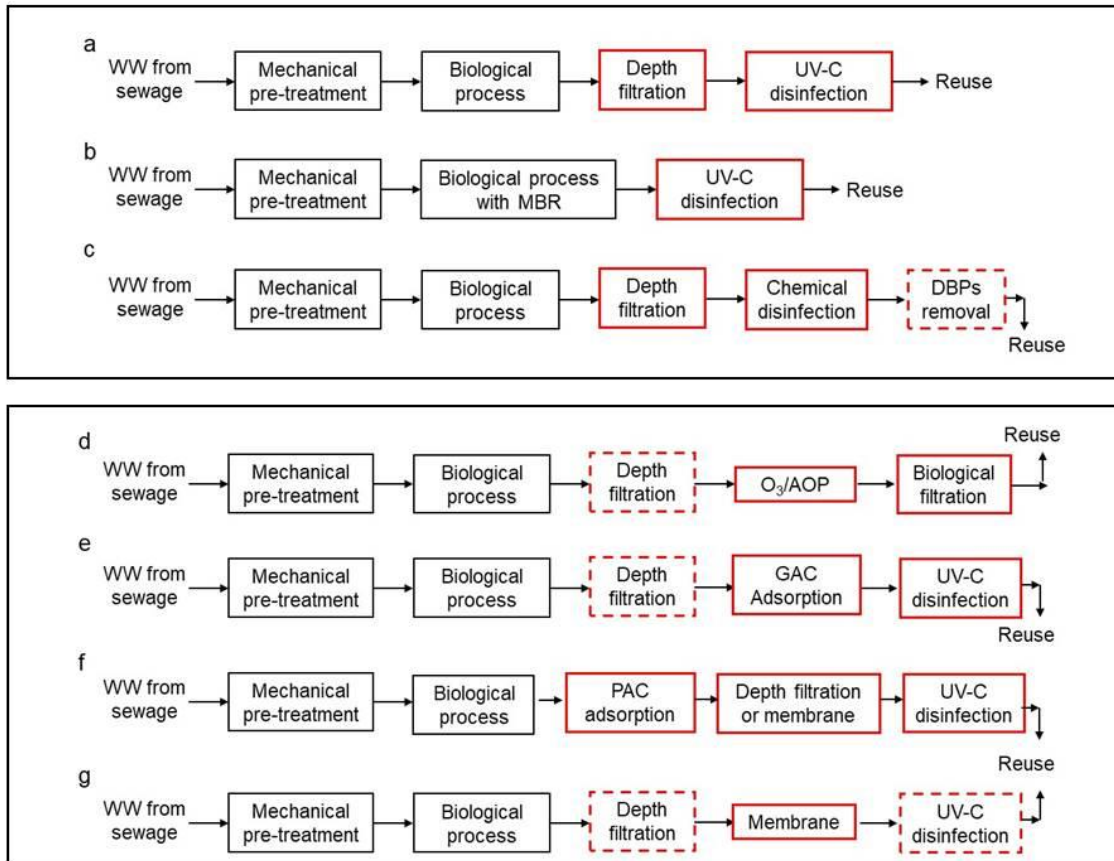 a
WW from
sewage
Mechanical
pre-treatment
Biological
process
Depth
filtration
UV-C
disinfection
Reuse
b
WW from
sewage
Mechanical
pre-treatment
Biological process
with MBR
UV-C
disinfection
Reuse
c
WW from
sewage
Mechanical
pre-treatment
Biological
process
Depth
filtration
Chemical
disinfection
DBPs
removal
Reuse
d
WW from
sewage
Mechanical
pre-treatment
Biological
process
Depth
filtration
O₃/AOP
Biological
filtration
Reuse
e
WW from
sewage
Mechanical
pre-treatment
Biological
process
Depth
filtration
GAC
Adsorption
UV-C
disinfection
Reuse
f
WW from
sewage
Mechanical
pre-treatment
Biological
process
PAC
adsorption
Depth filtration
or membrane
UV-C
disinfection
Reuse
g
WW from
sewage
Mechanical
pre-treatment
Biological
process
Depth
filtration
Membrane
UV-C
disinfection